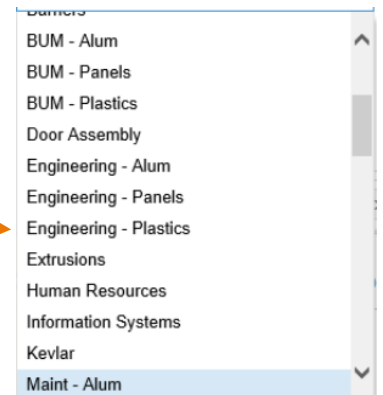 Barriers
BUM - Alum
BUM - Panels
BUM - Plastics
Door Assembly
Engineering - Alum
Engineering - Panels
Engineering - Plastics
Extrusions
Human Resources
Information Systems
Kevlar
Maint - Alum